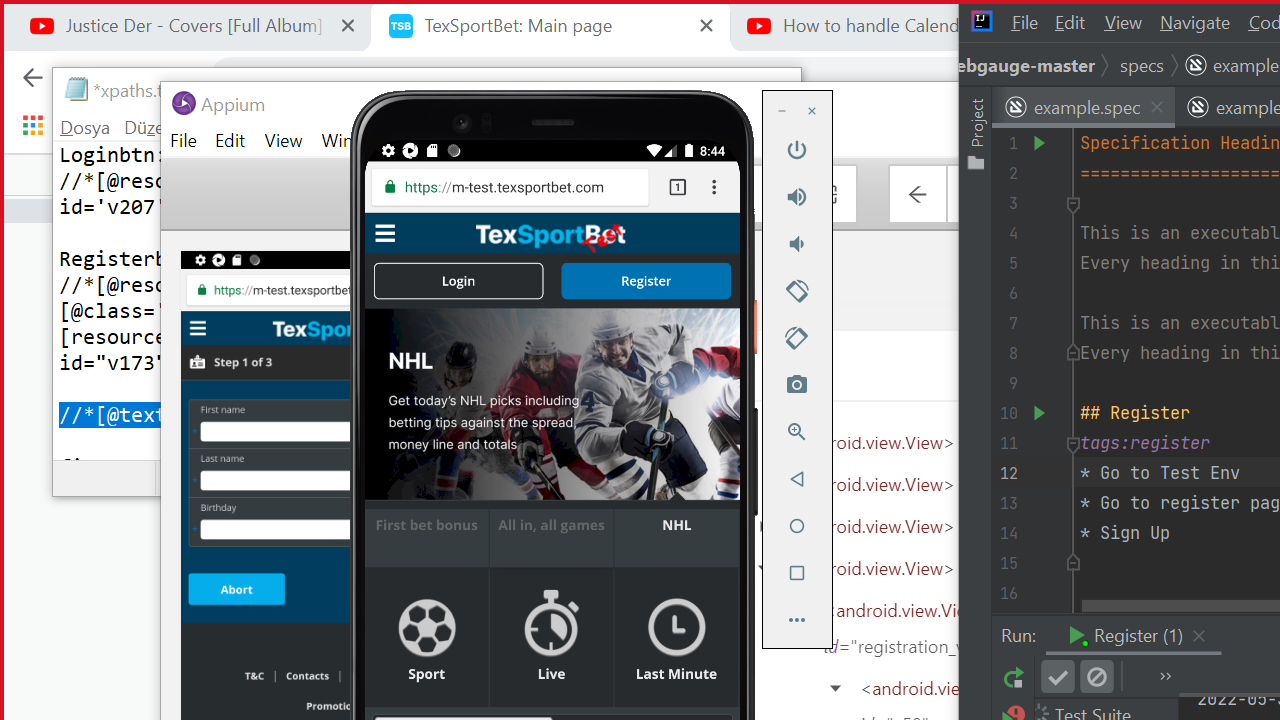 Justice Der - Covers [Full Album]
TSB
TexSportBet: Main page
How to handle Calend
*xpaths.t
Dosya Düze
Loginbtn:
//*[@reso
id='v207'
Registerb
//*[@reso
[@class='
[resource
id="v173"
//*[@text
Appium
File Edit View Win
https://m-test.texsportbet
TexSpo
Step 1 of 3
First name
Last name
Birthday
Abort
T&C | Contacts |
Promotio
8:44
https://m-test.texsportbet.com
1
TexSportBet
Test
Login
Register
NHL
Get today's NHL picks including
betting tips against the spread,
money line and totals
First bet bonus
All in, all games
NHL
Sport
Live
Last Minute
droid.view.View>
droid.view.View>
droid.view.View>
droid.view.View>
android.view.Vie
id="registration_
<android.vie
IJ
File Edit View Navigate Cod
ebgauge-master specs example
Project
example.spec
example
1 Specification Headin
2 ====================
3
4 This is an executabl
5 Every heading in thi
6
7 This is an executabl
8 Every heading in thi
9
10 ## Register
11 tags:register
12 * Go to Test Env
13 * Go to register pag
14 * Sign Up
15
16
Run: Register (1)
»
2022-05-
Test Suite